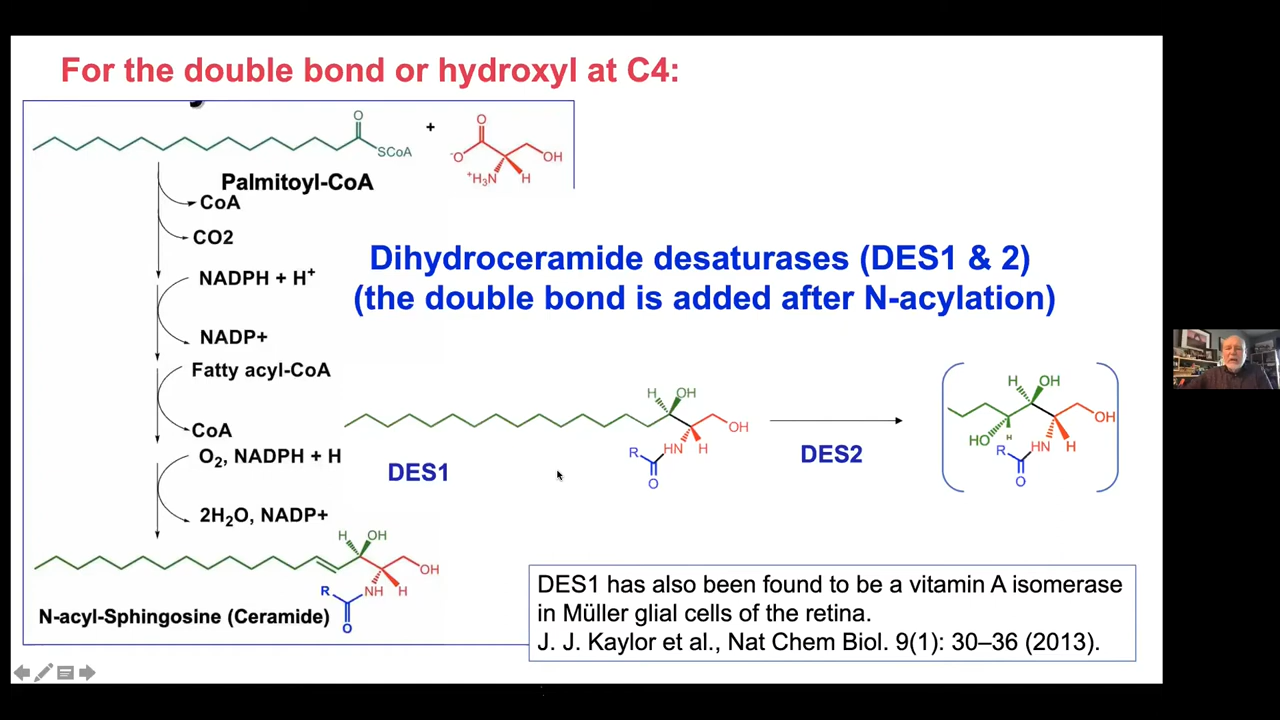 For the double bond or hydroxyl at C4:
O
SCoA
+
O
-O
OH
+H3N
H
Palmitoyl-CoA
CoA
CO2
NADPH + H+
NADP+
Fatty acyl-CoA
CoA
O2, NADPH + H
2H2O, NADP+
Dihydroceramide desaturases (DES1 & 2)
(the double bond is added after N-acylation)
H
OH
OH
HN
H
R
O
DES1
DES2
H
OH
OH
HO
H
R
HN
H
O
H
OH
OH
R
NH
H
O
N-acyl-Sphingosine (Ceramide)
DES1 has also been found to be a vitamin A isomerase
in Müller glial cells of the retina.
J. J. Kaylor et al., Nat Chem Biol. 9(1): 30–36 (2013).